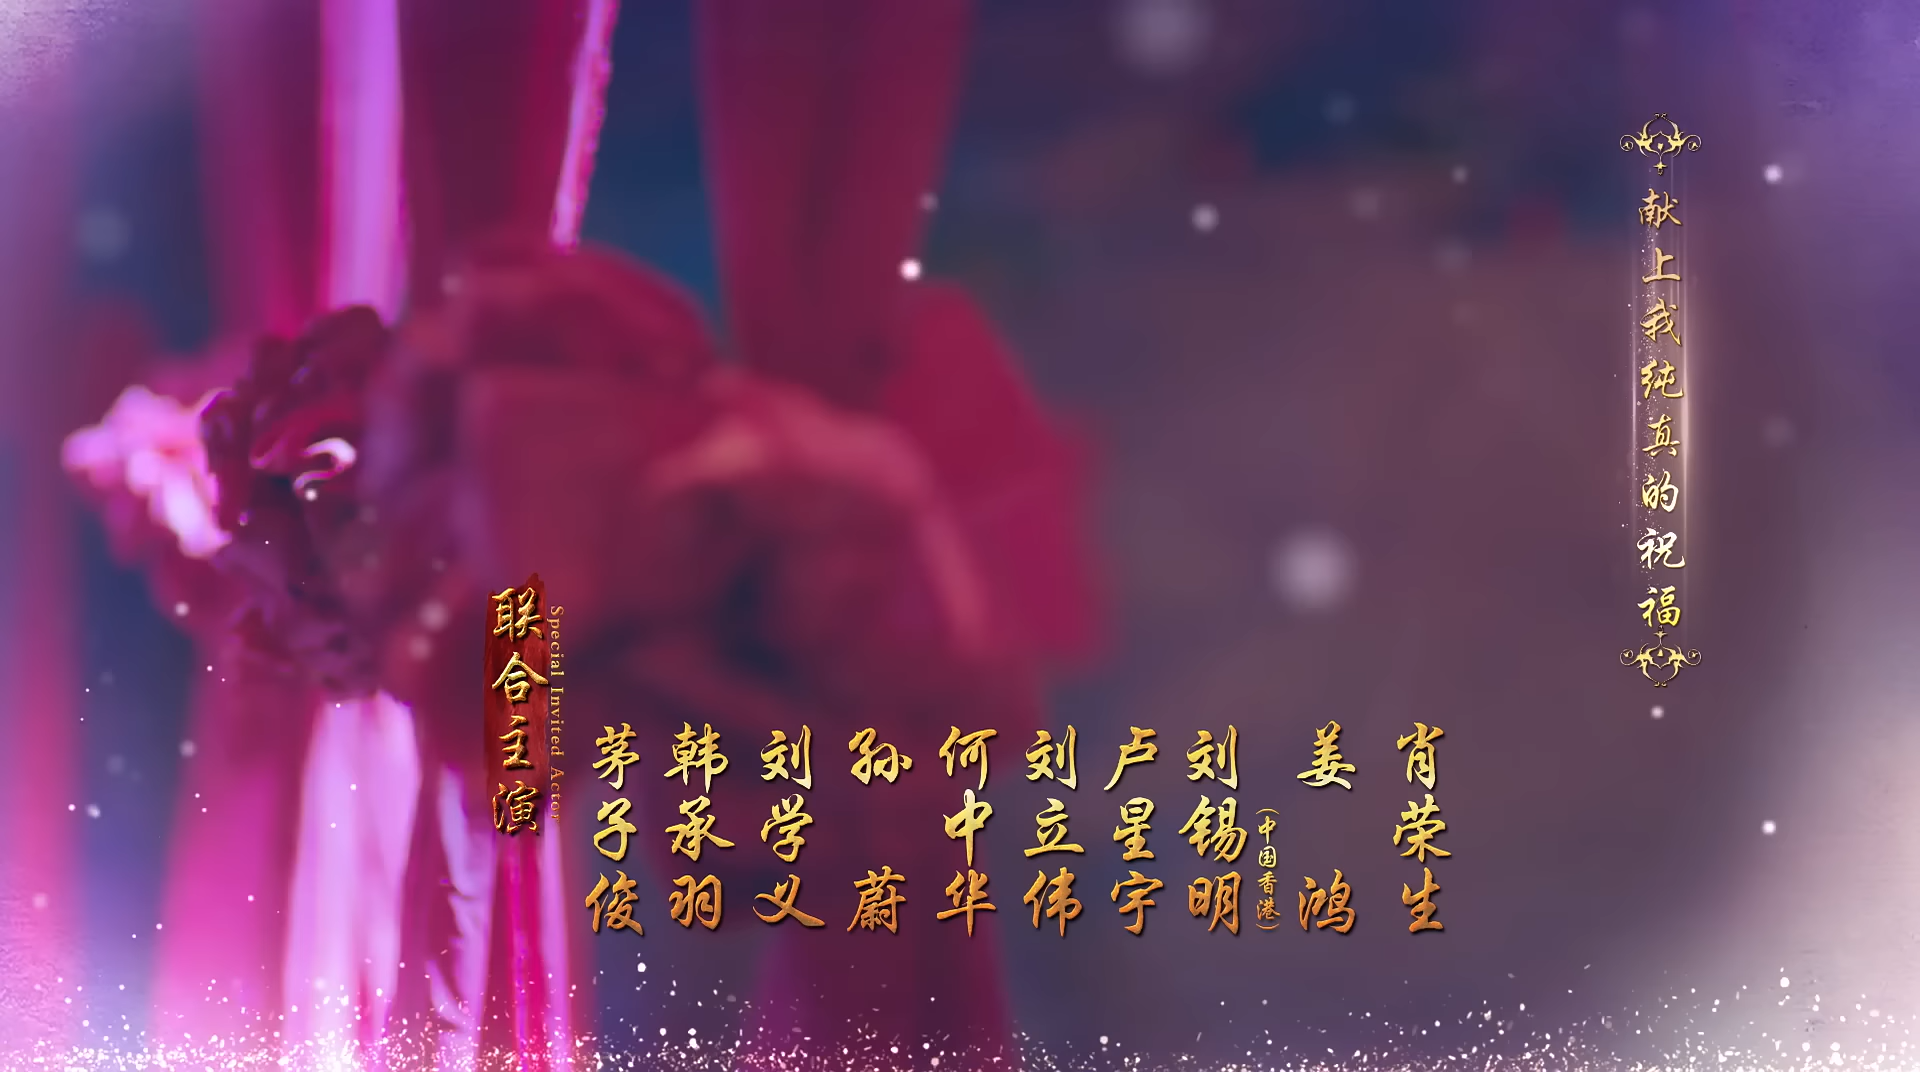 献上我纯真的祝福
联合主演
Special Invited Actor
茅子俊
韩承羽
刘学义
孙蔚
何中华
刘立伟
卢星宇
刘锡明
（中国香港）
姜鸿
肖荣生